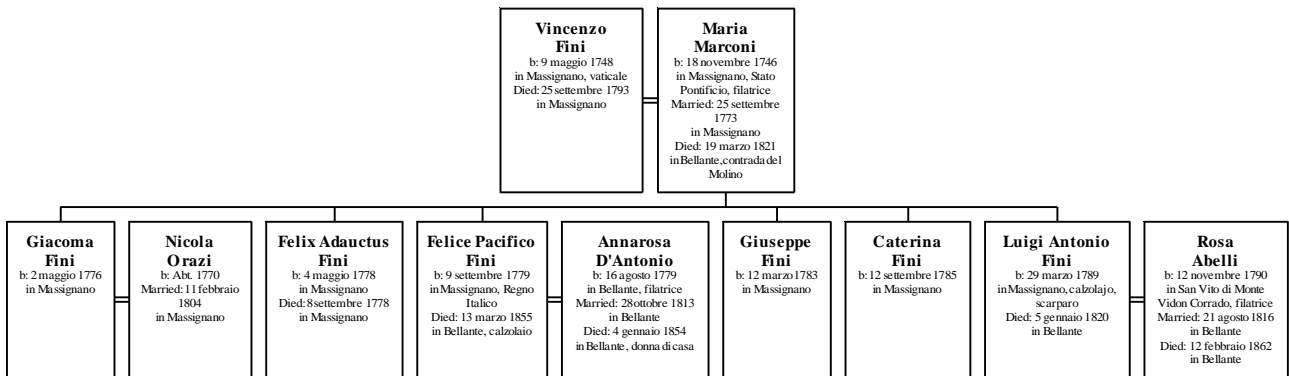 Vincenzo
Fini
b: 9 maggio 1748
in Massignano, vaticale
Died: 25 settembre 1793
in Massignano
Maria
Marconi
b: 18 novembre 1746
in Massignano, Stato
Pontificio, filatrice
Married: 25 settembre
1773
in Massignano
Died: 19 marzo 1821
in Bellante, contrada del
Molino
Giacoma
Fini
b: 2 maggio 1776
in Massignano
Nicola
Orazi
b: Abt. 1770
Married: 11 febbraio
1804
in Massignano
Felix Adauctus
Fini
b: 4 maggio 1778
in Massignano
Died: 8 settembre 1778
in Massignano
Felice Pacifico
Fini
b: 9 settembre 1779
in Massignano, Regno
Italico
Died: 13 marzo 1855
in Bellante, calzolaio
Annarosa
D'Antonio
b: 16 agosto 1779
in Bellante, filatrice
Married: 28 ottobre 1813
in Bellante
Died: 4 gennaio 1854
in Bellante, donna di casa
Giuseppe
Fini
b: 12 marzo 1783
in Massignano
Caterina
Fini
b: 12 settembre 1785
in Massignano
Luigi Antonio
Fini
b: 29 marzo 1789
in Massignano, calzolajo,
scarparo
Died: 5 gennaio 1820
in Bellante
Rosa
Abelli
b: 12 novembre 1790
in San Vito di Monte
Vidon Corrado, filatrice
Married: 21 agosto 1816
in Bellante
Died: 12 febbraio 1862
in Bellante